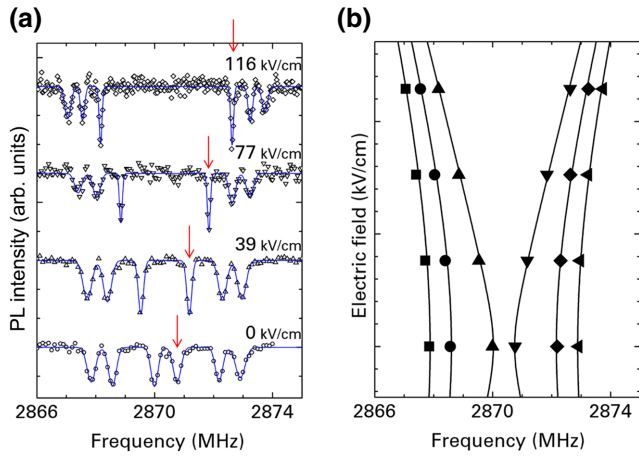 (a)
(b)
116 kV/cm
77 kV/cm
39 kV/cm
0 kV/cm
PL intensity (arb. units)
2866 2870 2874
Frequency (MHz)
Electric field (kV/cm)
2866 2870 2874
Frequency (MHz)